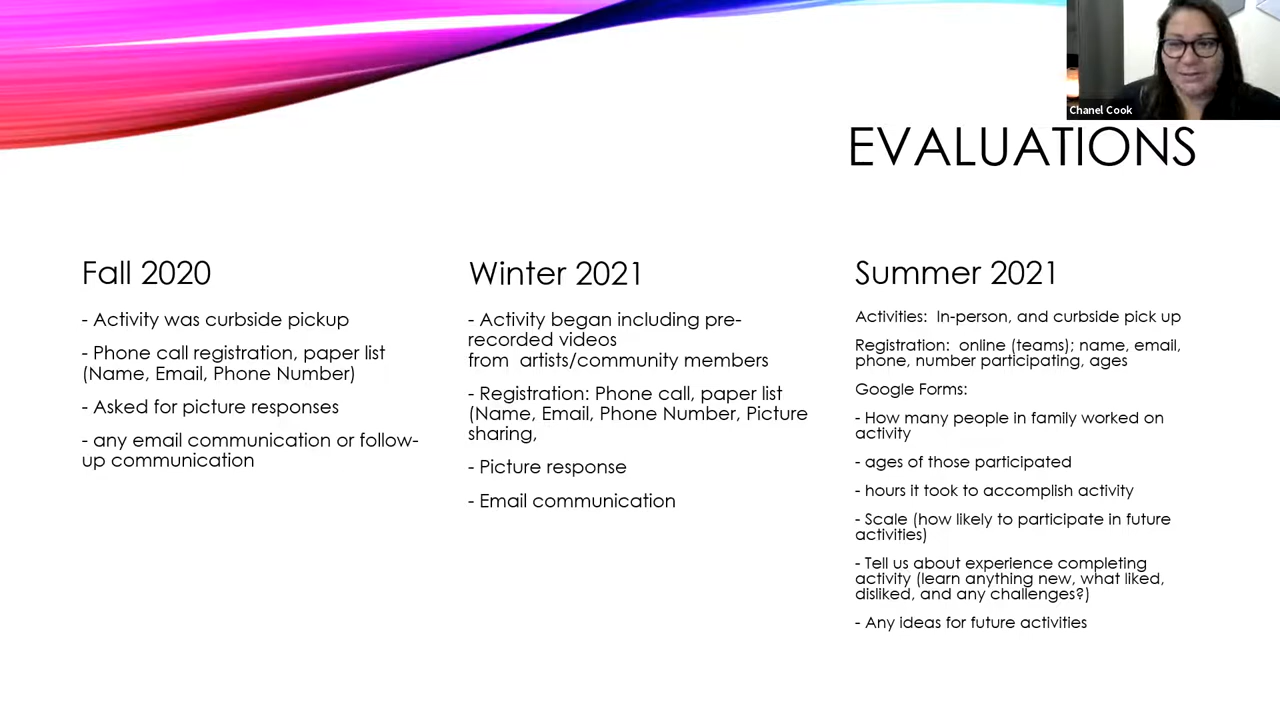 Chanel Cook
EVALUATIONS
Fall 2020
- Activity was curbside pickup
- Phone call registration, paper list
(Name, Email, Phone Number)
- Asked for picture responses
- any email communication or follow-
up communication
Winter 2021
- Activity began including pre-
recorded videos
from  artists/community members
- Registration: Phone call, paper list
(Name, Email, Phone Number, Picture
sharing,
- Picture response
- Email communication
Summer 2021
Activities:  In-person, and curbside pick up
Registration:  online (teams); name, email,
phone, number participating, ages
Google Forms:
- How many people in family worked on
activity
- ages of those participated
- hours it took to accomplish activity
- Scale (how likely to participate in future
activities)
- Tell us about experience completing
activity (learn anything new, what liked,
disliked, and any challenges?)
- Any ideas for future activities